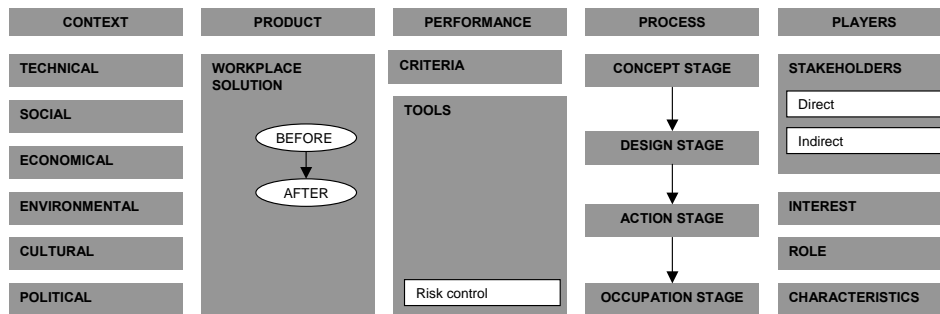 CONTEXT
TECHNICAL
SOCIAL
ECONOMICAL
ENVIRONMENTAL
CULTURAL
POLITICAL
PRODUCT
WORKPLACE
SOLUTION
BEFORE
AFTER
PERFORMANCE
CRITERIA
TOOLS
Risk control
PROCESS
CONCEPT STAGE
DESIGN STAGE
ACTION STAGE
OCCUPATION STAGE
PLAYERS
STAKEHOLDERS
Direct
Indirect
INTEREST
ROLE
CHARACTERISTICS